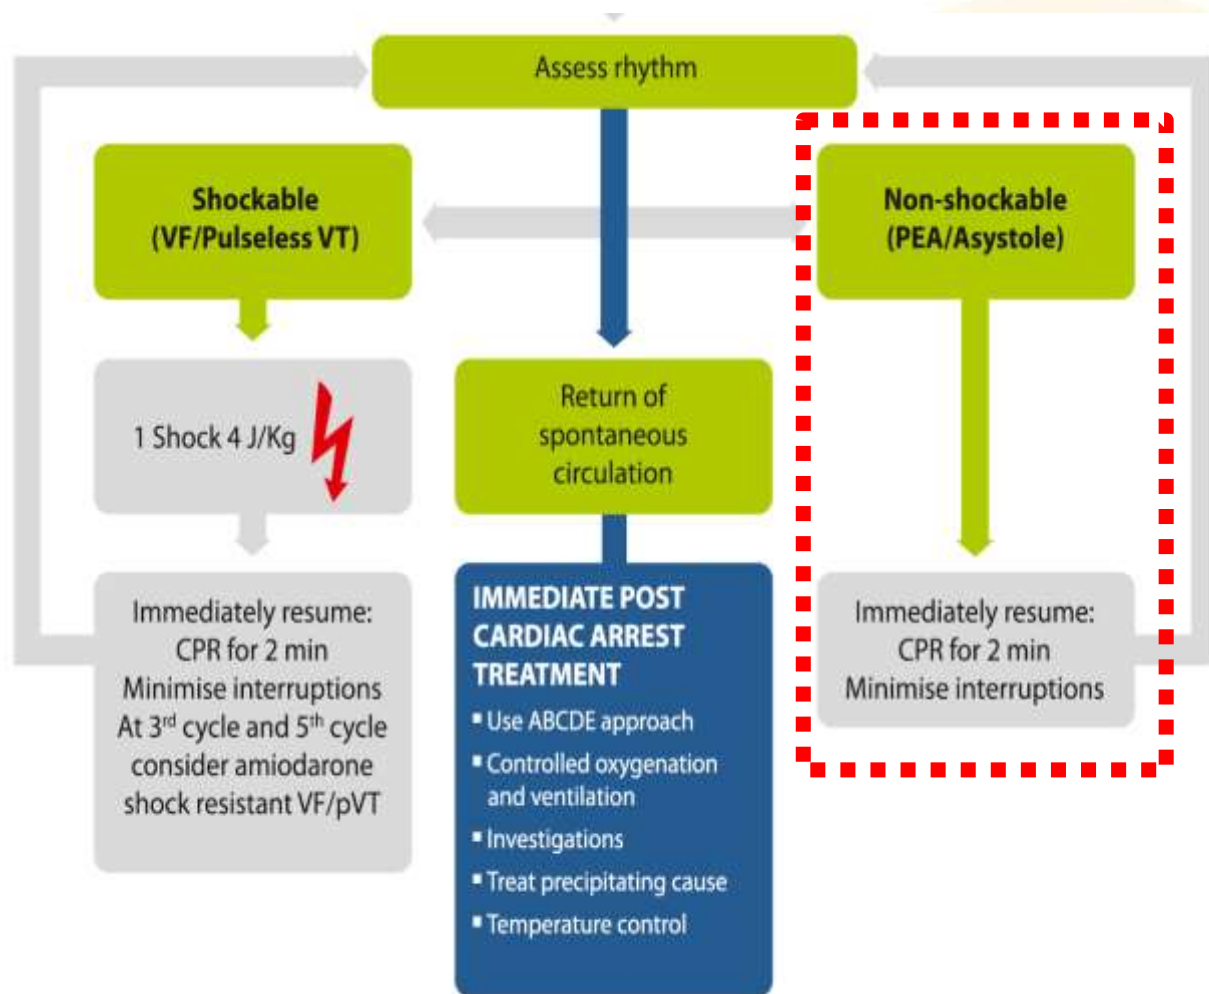 Assess rhythm
Shockable
(VF/Pulseless VT)
Non-shockable
(PEA/Asystole)
1 Shock 4 J/Kg
Return of
spontaneous
circulation
Immediately resume:
CPR for 2 min
Minimise interruptions
At 3rd cycle and 5th cycle
consider amiodarone
shock resistant VF/pVT
IMMEDIATE POST
CARDIAC ARREST
TREATMENT
▪ Use ABCDE approach
▪ Controlled oxygenation
and ventilation
▪ Investigations
▪ Treat precipitating cause
▪ Temperature control
Immediately resume:
CPR for 2 min
Minimise interruptions